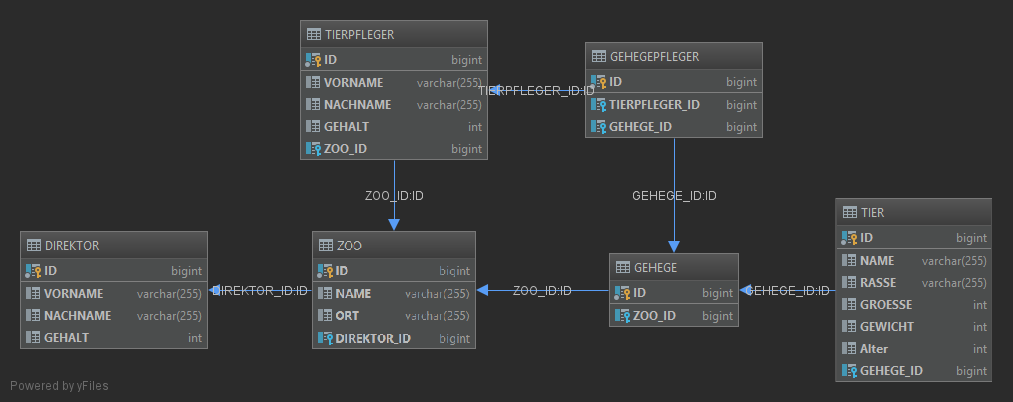 TIERPFLEGER
ID bigint
VORNAME varchar(255)
NACHNAME varchar(255)
GEHALT int
ZOO_ID bigint
GEHEGEPFLEGER
ID bigint
TIERPFLEGER_ID bigint
GEHEGE_ID bigint
TIERPFLEGER_ID:ID
ZOO_ID:ID
GEHEGE_ID:ID
DIREKTOR
ID bigint
VORNAME varchar(255)
NACHNAME varchar(255)
GEHALT int
DIREKTOR_ID:ID
ZOO
ID bigint
NAME varchar(255)
ORT varchar(255)
DIREKTOR_ID bigint
ZOO_ID:ID
GEHEGE
ID bigint
ZOO_ID bigint
GEHEGE_ID:ID
TIER
ID bigint
NAME varchar(255)
RASSE varchar(255)
GROESSE int
GEWICHT int
Alter int
GEHEGE_ID bigint
Powered by yFiles